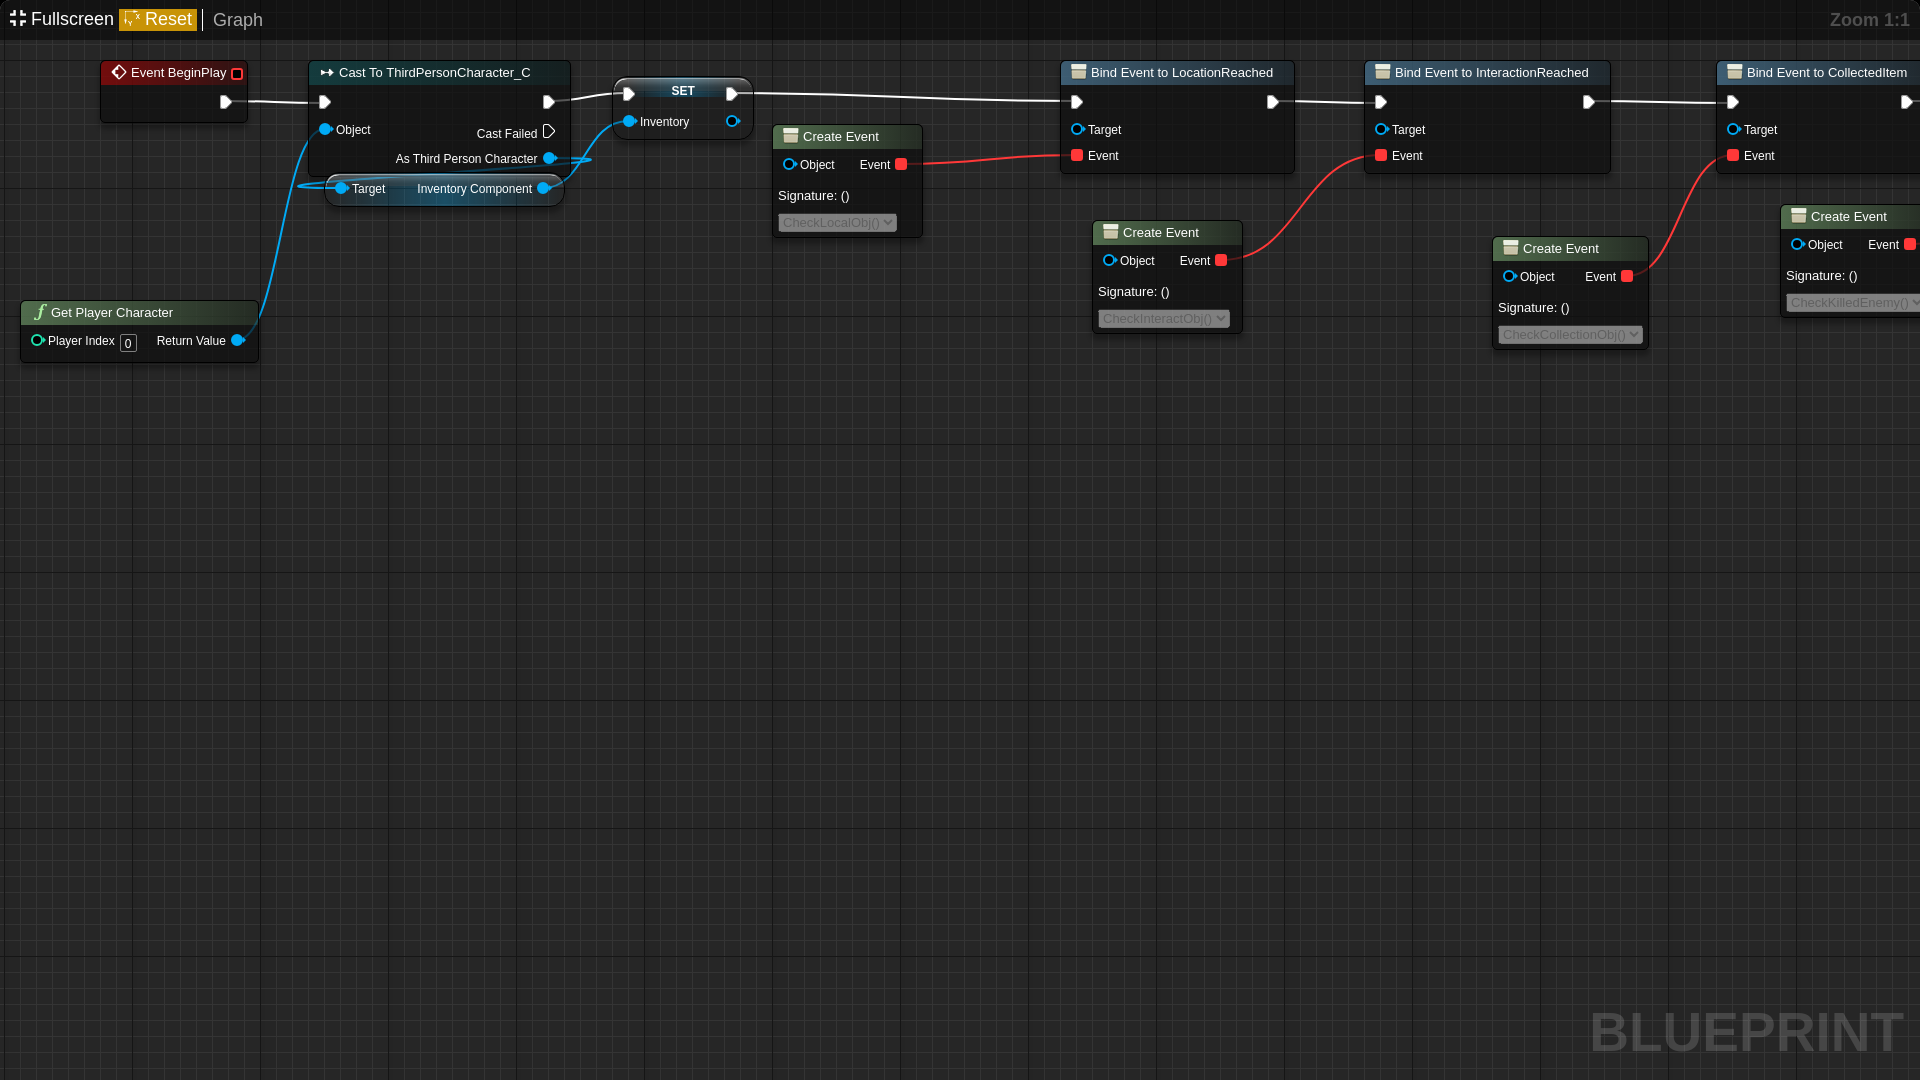 Fullscreen Reset Graph Zoom 1:1
Event BeginPlay
Cast To ThirdPersonCharacter_C
Object
Cast Failed
As Third Person Character
Target Inventory Component
SET
Inventory
Create Event
Object Event
Signature: ()
CheckLocalObj()
Bind Event to LocationReached
Target
Event
Bind Event to InteractionReached
Target
Event
Bind Event to CollectedItem
Target
Event
Create Event
Object Event
Signature: ()
CheckInteractObj()
Create Event
Object Event
Signature: ()
CheckCollectionObj()
Create Event
Object Event
Signature: ()
CheckKilledEnemy()
Get Player Character
Player Index 0 Return Value
BLUEPRINT